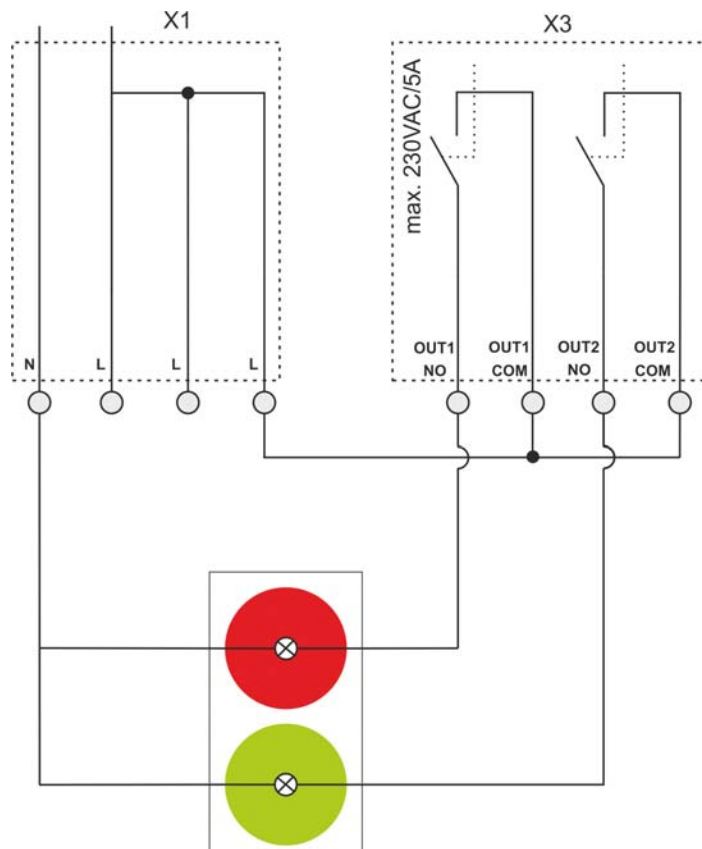 X1
X3
max. 230VAC/5A
N
L
L
L
OUT1
NO
OUT1
COM
OUT2
NO
OUT2
COM